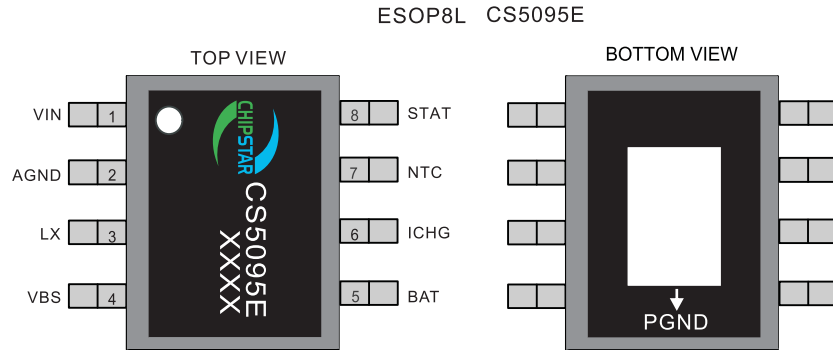 ESOP8L CS5095E
TOP VIEW
BOTTOM VIEW
VIN 1
8 STAT
AGND 2
7 NTC
LX 3
6 ICHG
VBS 4
5 BAT
CHIPSTAR
CS5095E
XXXX
PGND